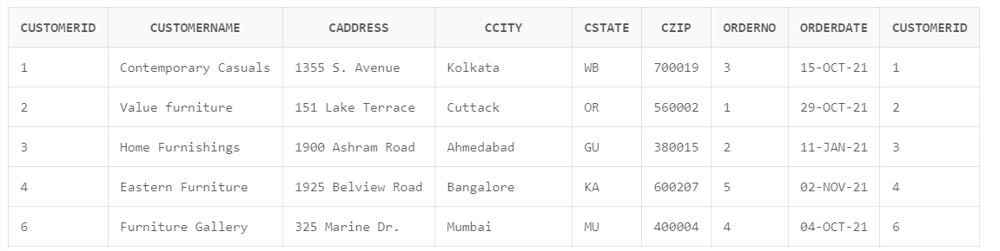 CUSTOMERID CUSTOMERNAME CADDRESS CCITY CSTATE CZIP ORDERNO ORDERDATE CUSTOMERID
1 Contemporary Casuals 1355 S. Avenue Kolkata WB 700019 3 15-OCT-21 1
2 Value furniture 151 Lake Terrace Cuttack OR 560002 1 29-OCT-21 2
3 Home Furnishings 1900 Ashram Road Ahmedabad GU 380015 2 11-JAN-21 3
4 Eastern Furniture 1925 Belview Road Bangalore KA 600207 5 02-NOV-21 4
6 Furniture Gallery 325 Marine Dr. Mumbai MU 400004 4 04-OCT-21 6